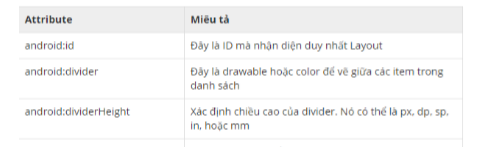 Attribute Miêu tả
android:id Đây là ID mà nhận diện duy nhất Layout
android:divider Đây là drawable hoặc color để vẽ giữa các item trong
danh sách
android:dividerHeight Xác định chiều cao của divider. Nó có thể là px, dp, sp,
in, hoặc mm